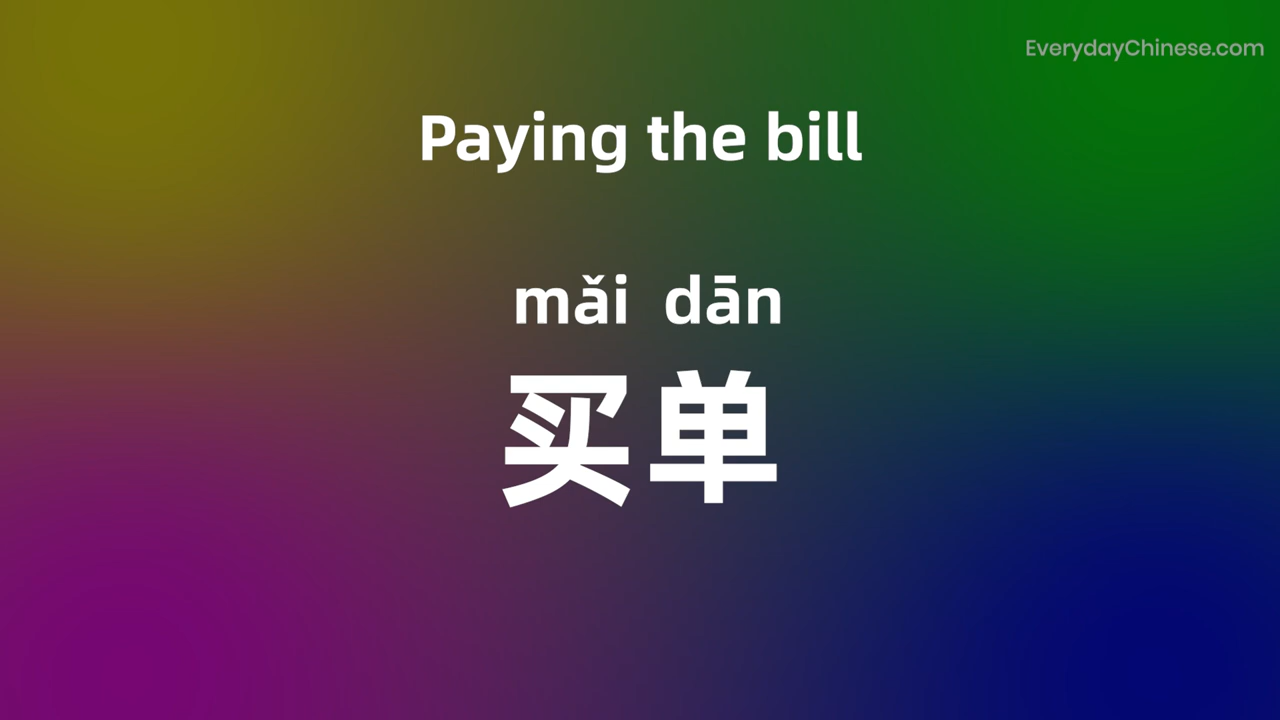 EverydayChinese.com
Paying the bill
mǎi dān
买单